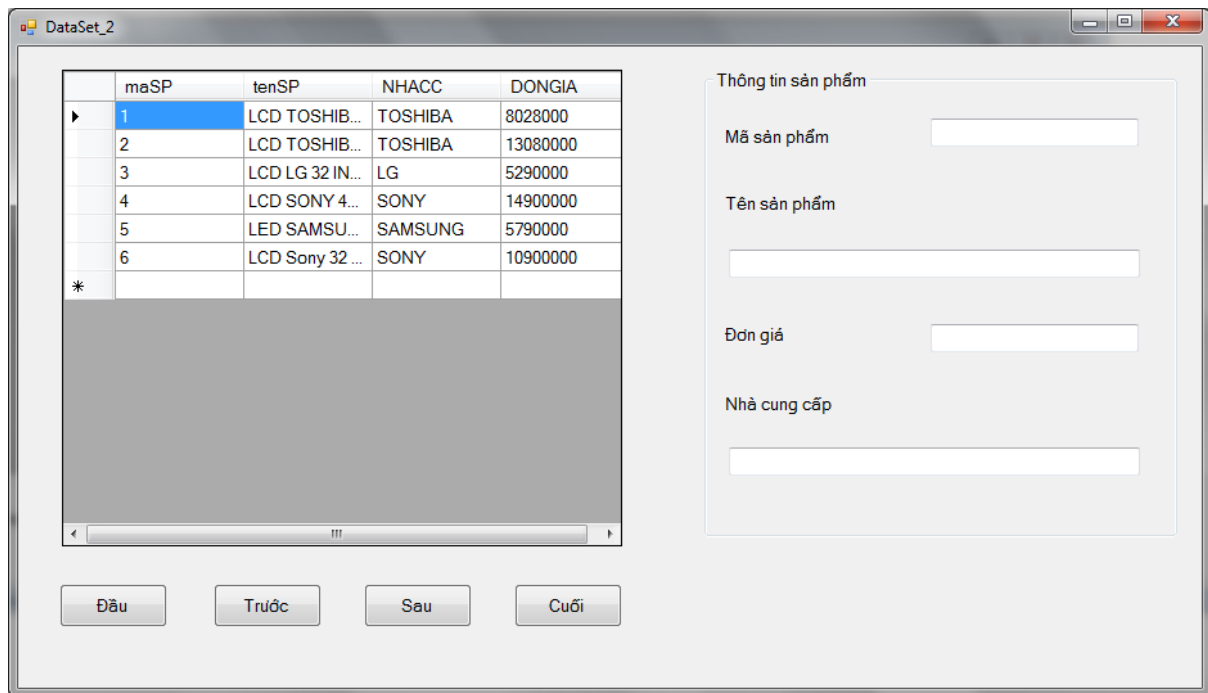 DataSet_2
maSP tenSP NHACC DONGIA
1 LCD TOSHIB... TOSHIBA 8028000
2 LCD TOSHIB... TOSHIBA 13080000
3 LCD LG 32 IN... LG 5290000
4 LCD SONY 4... SONY 14900000
5 LED SAMSU... SAMSUNG 5790000
6 LCD Sony 32 ... SONY 10900000
Thông tin sản phẩm
Mã sản phẩm
Tên sản phẩm
Đơn giá
Nhà cung cấp
Đầu Trước Sau Cuối